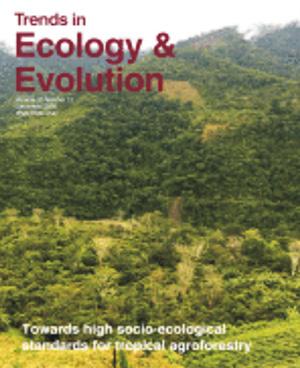 Trends in
Ecology &
Evolution
Towards high socio-ecological
standards for tropical agroforestry